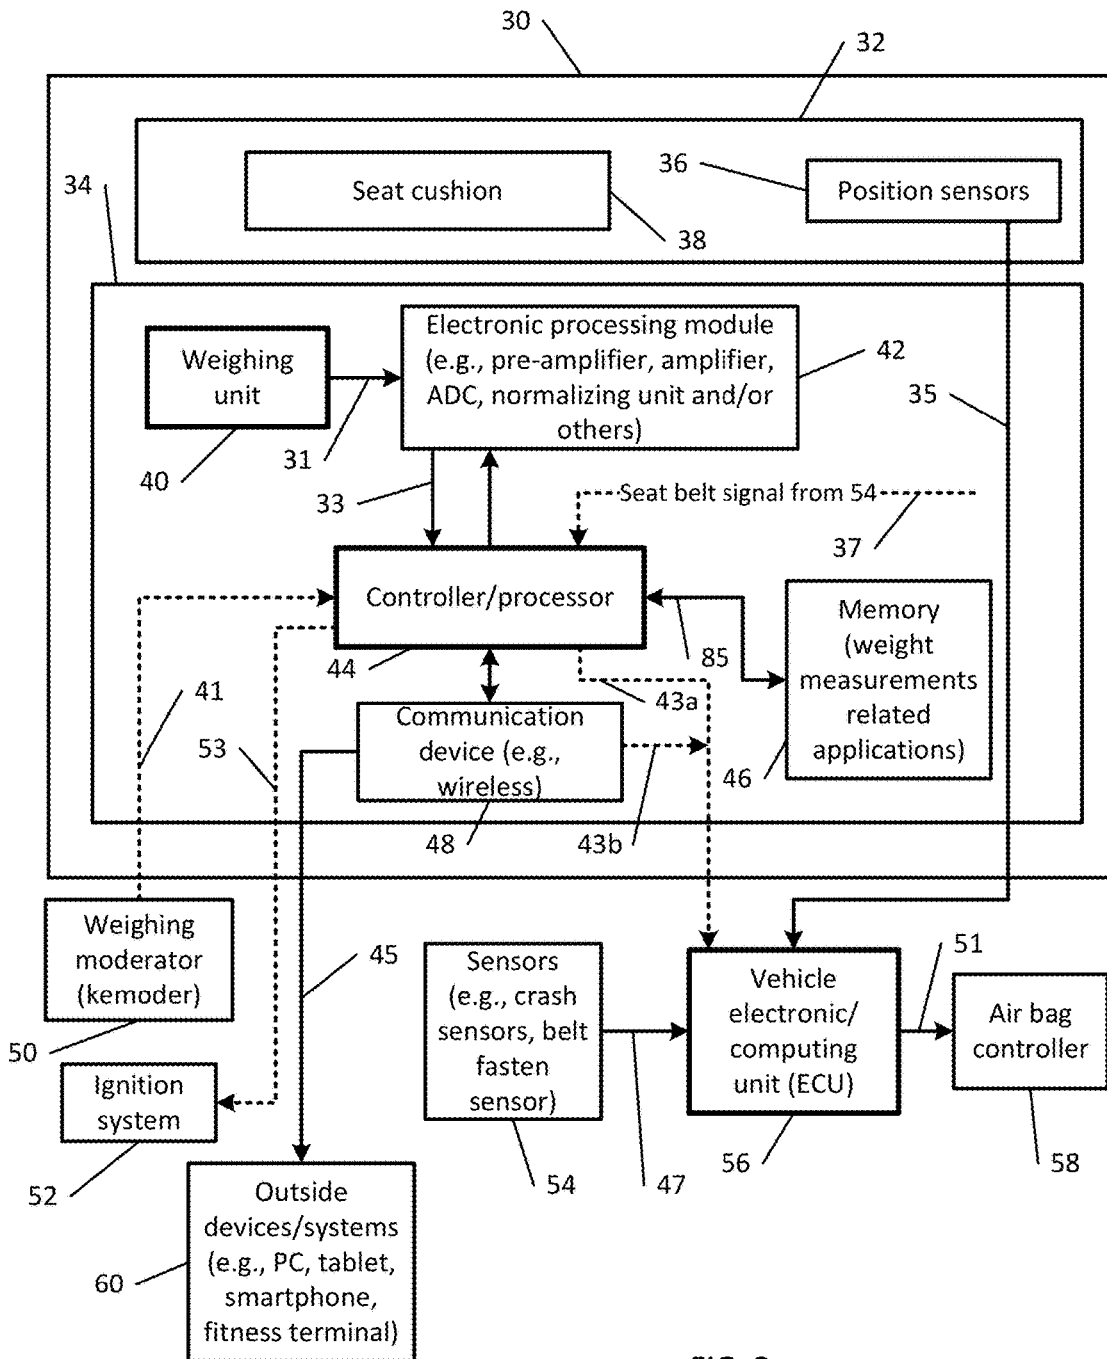 30
32
34
36
Seat cushion
Position sensors
38
Weighing
unit
Electronic processing module
(e.g., pre-amplifier, amplifier,
ADC, normalizing unit and/or
others)
42
35
40
31
33
Seat belt signal from 54
37
Controller/processor
Memory
(weight
measurements
related
applications)
44
85
41
43a
53
Communication
device (e.g.,
wireless)
46
48
43b
Weighing
moderator
(kemoder)
45
Sensors
(e.g., crash
sensors, belt
fasten
sensor)
Vehicle
electronic/
computing
unit (ECU)
51
Air bag
controller
50
Ignition
system
52
54
47
56
58
Outside
devices/systems
(e.g., PC, tablet,
smartphone,
fitness terminal)
60